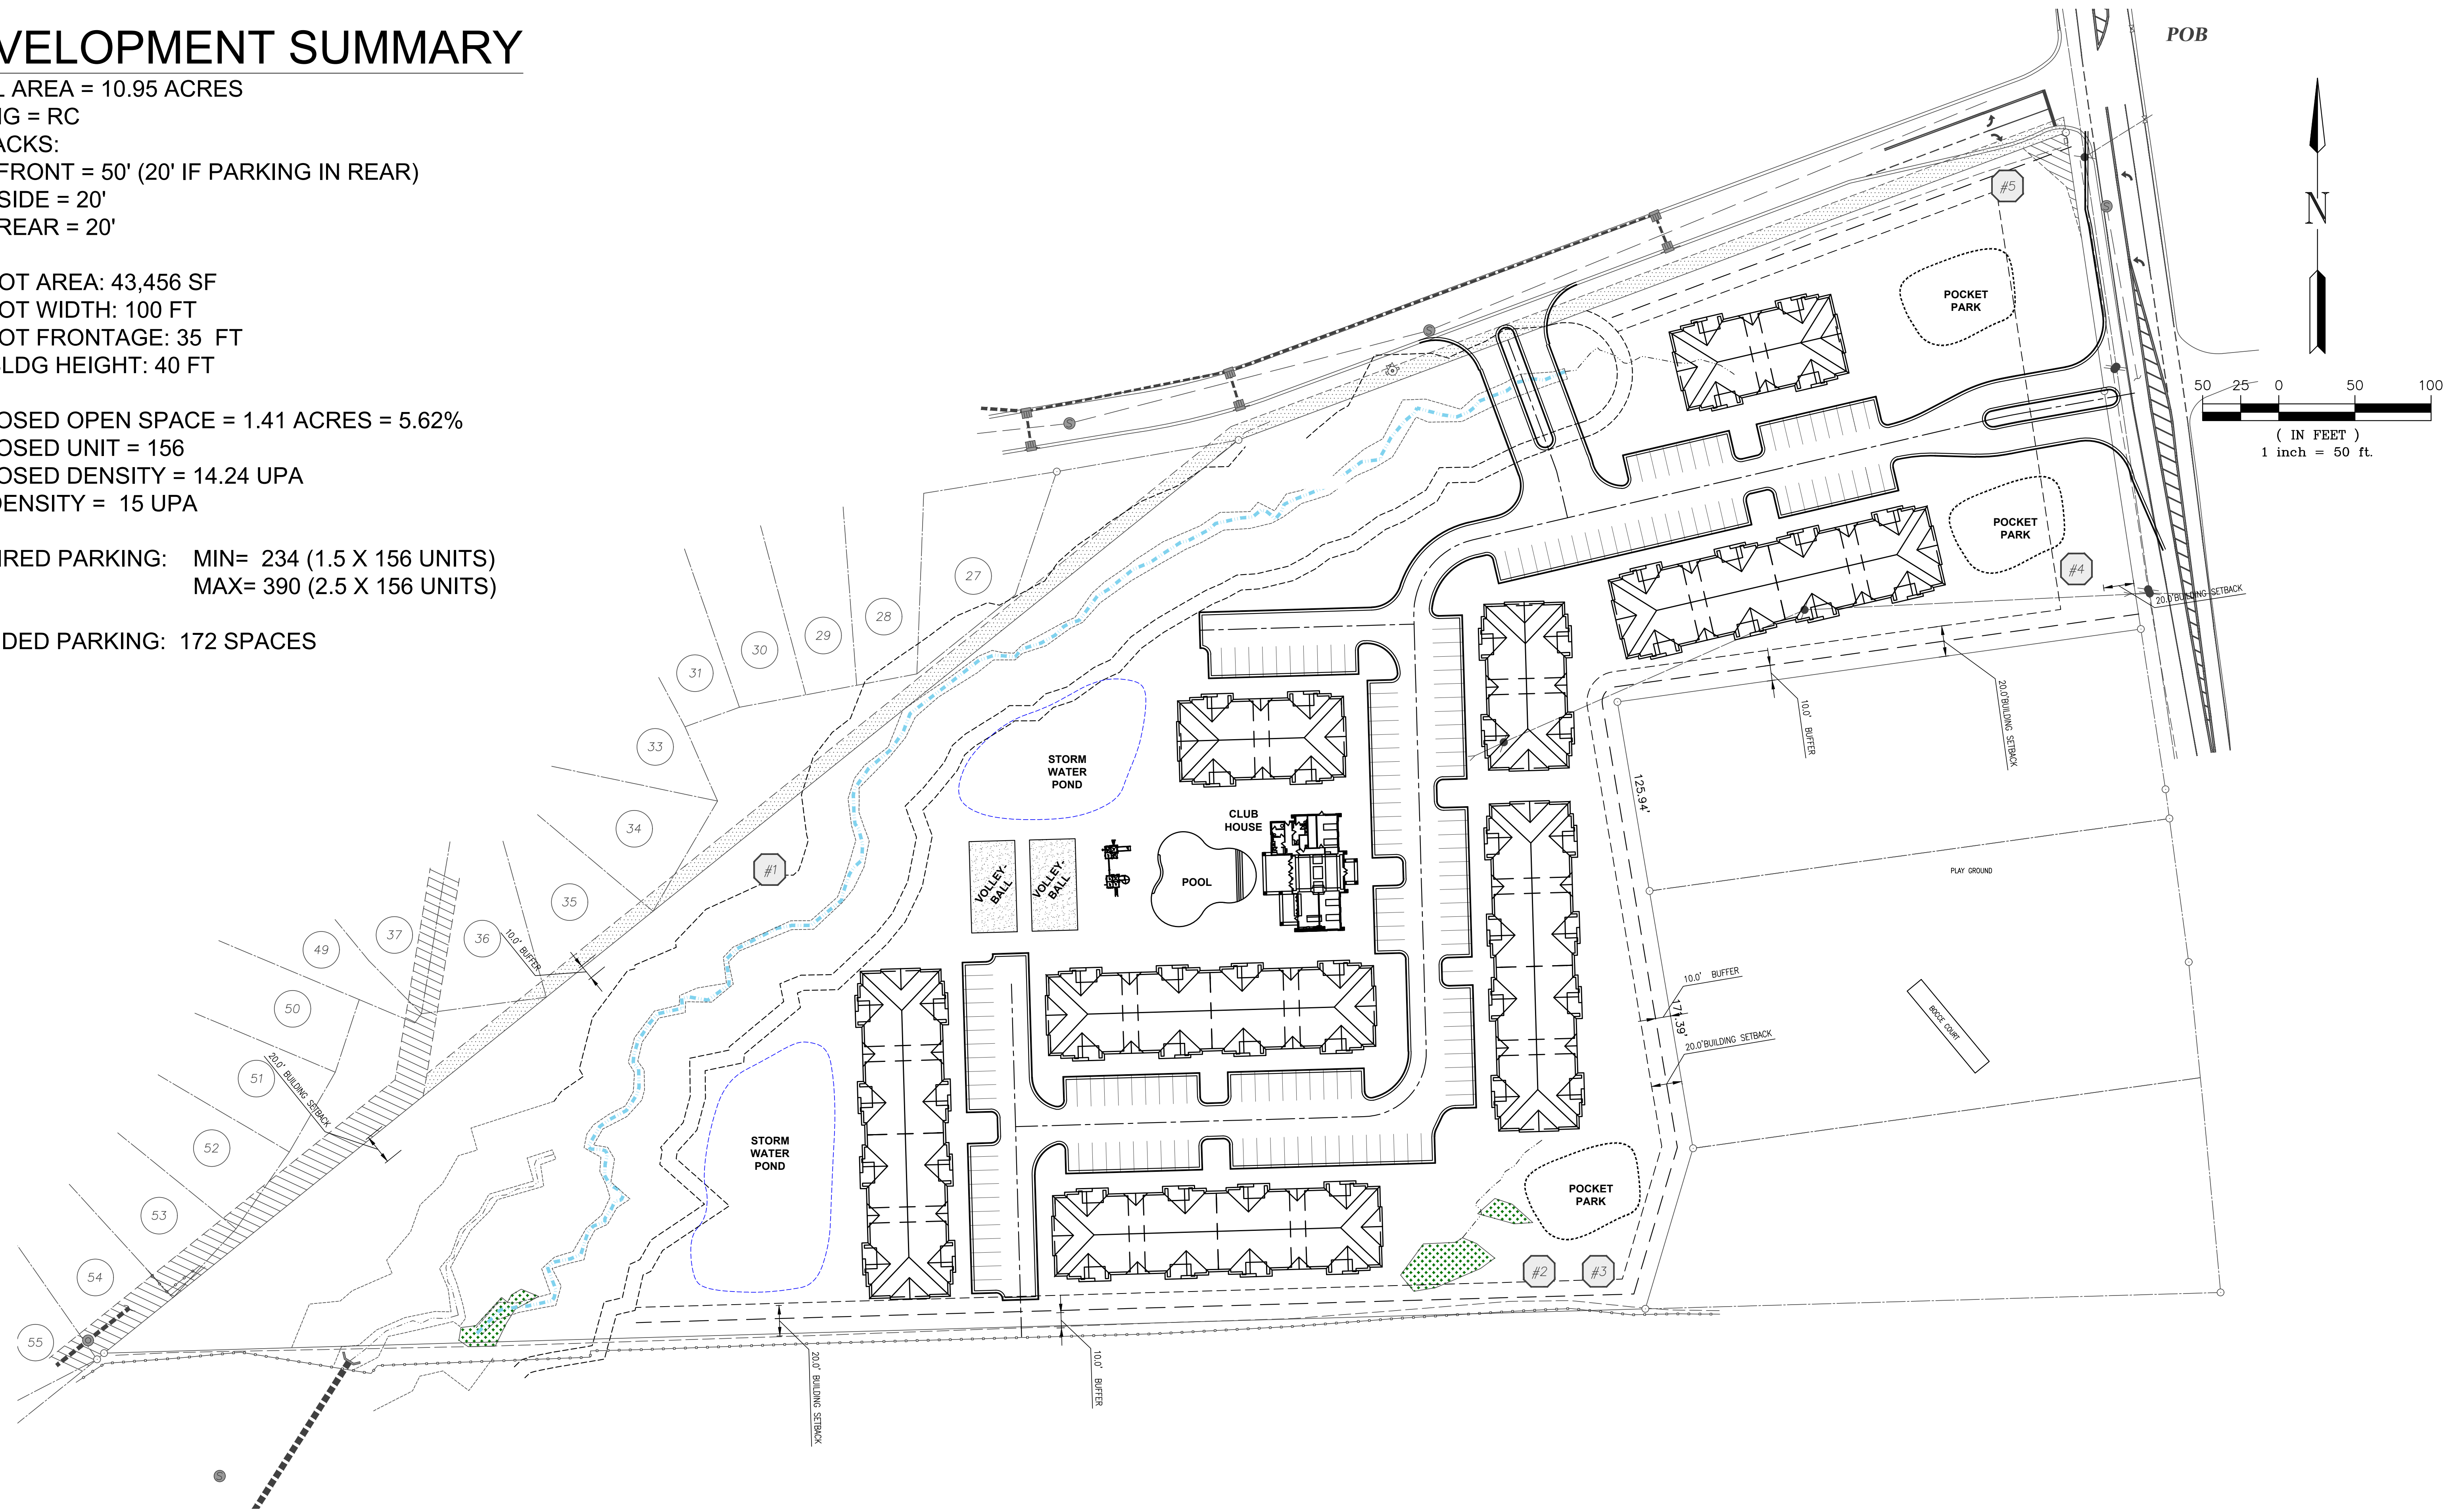 VELOPMENT SUMMARY
L AREA = 10.95 ACRES
NG = RC
ACKS:
FRONT = 50' (20' IF PARKING IN REAR)
SIDE = 20'
REAR = 20'
OT AREA: 43,456 SF
OT WIDTH: 100 FT
OT FRONTAGE: 35 FT
LDG HEIGHT: 40 FT
OSED OPEN SPACE = 1.41 ACRES = 5.62%
OSED UNIT = 156
OSED DENSITY = 14.24 UPA
DENSITY = 15 UPA
IRED PARKING: MIN= 234 (1.5 X 156 UNITS)
MAX= 390 (2.5 X 156 UNITS)
DED PARKING: 172 SPACES
POB
N
50 25 0 50 100
( IN FEET )
1 inch = 50 ft.
#5
POCKET
PARK
POCKET
PARK
#4
20.0' BUILDING SETBACK
10.0' BUFFER
20.0' BUILDING SETBACK
125.94'
PLAY GROUND
10.0' BUFFER
171.39'
20.0' BUILDING SETBACK
BOCCE COURT
27
28
29
30
31
33
34
35
36
37
49
50
51
52
53
54
55
#1
10.0' BUFFER
20.0' BUILDING SETBACK
STORM
WATER
POND
CLUB
HOUSE
POOL
VOLLEY-
BALL
VOLLEY-
BALL
STORM
WATER
POND
POCKET
PARK
#2
#3
20.0' BUILDING SETBACK
10.0' BUFFER
S
S
S
S